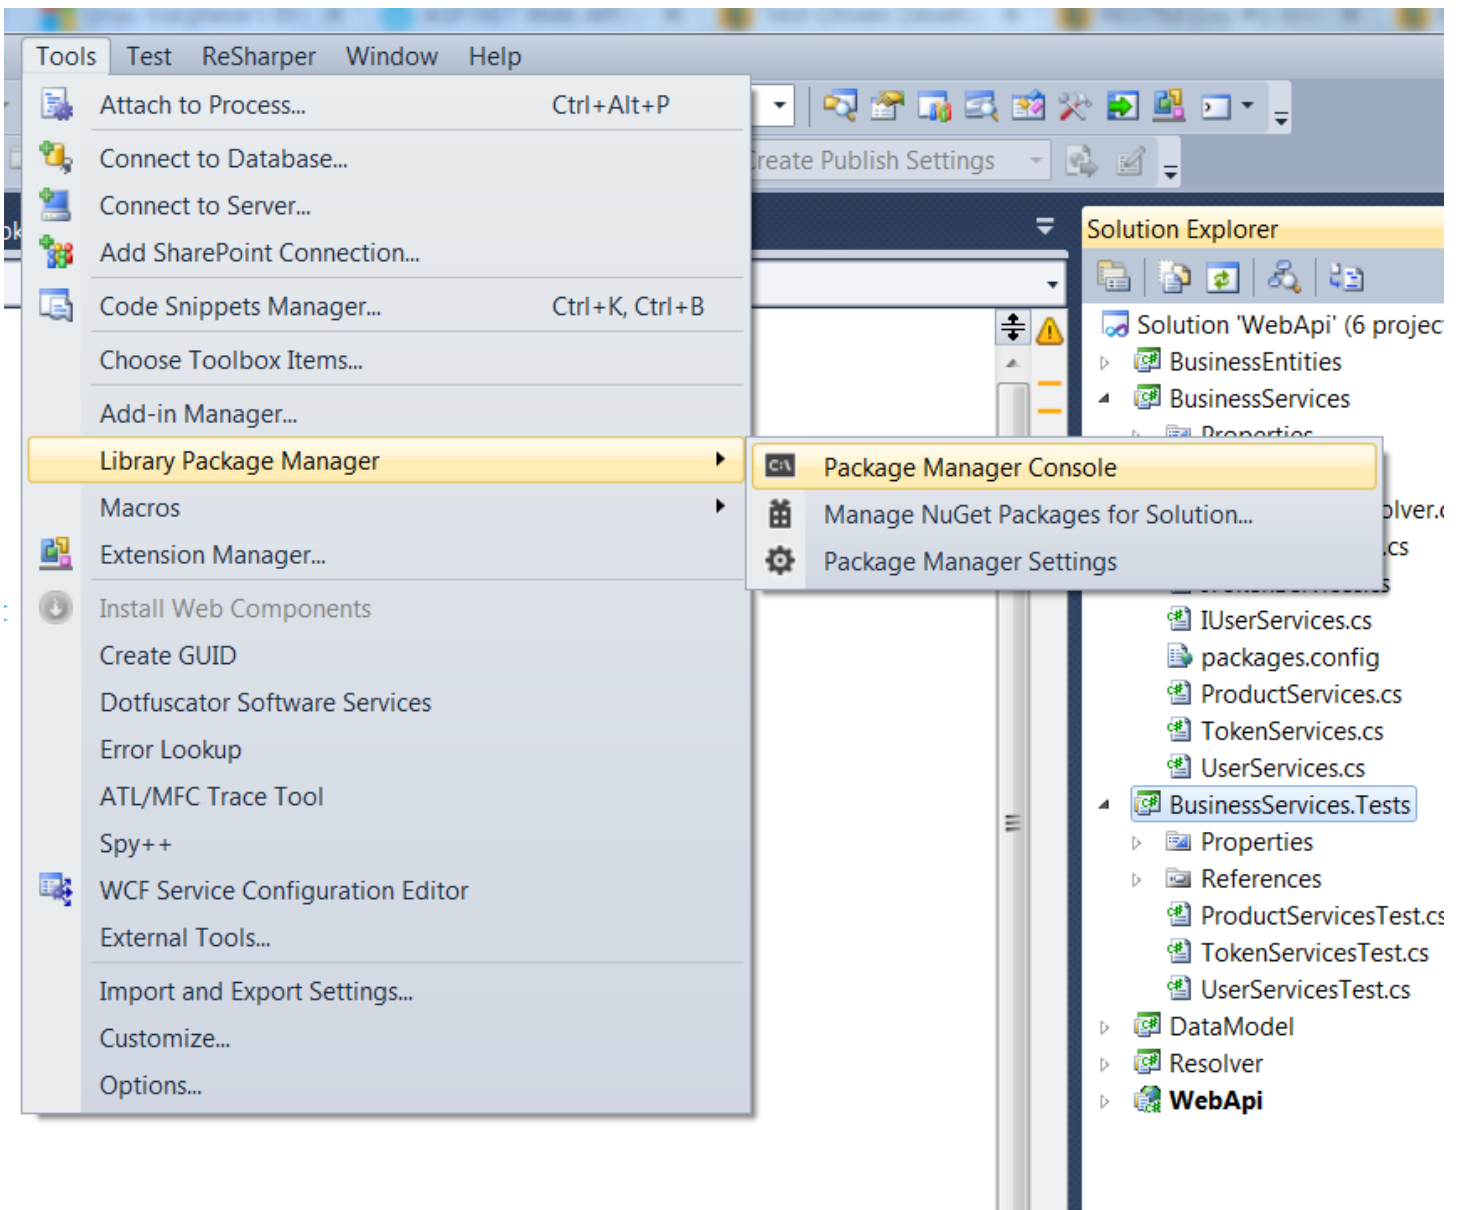 Tools Test ReSharper Window Help
Attach to Process... Ctrl+Alt+P
Connect to Database...
Connect to Server...
Add SharePoint Connection...
Code Snippets Manager... Ctrl+K, Ctrl+B
Choose Toolbox Items...
Add-in Manager...
Library Package Manager
Macros
Extension Manager...
Install Web Components
Create GUID
Dotfuscator Software Services
Error Lookup
ATL/MFC Trace Tool
Spy++
WCF Service Configuration Editor
External Tools...
Import and Export Settings...
Customize...
Options...
Package Manager Console
Manage NuGet Packages for Solution...
Package Manager Settings
reate Publish Settings
Solution Explorer
Solution 'WebApi' (6 projec
BusinessEntities
BusinessServices
Properties
olver.c
.cs
IUserServices.cs
packages.config
ProductServices.cs
TokenServices.cs
UserServices.cs
BusinessServices.Tests
Properties
References
ProductServicesTest.cs
TokenServicesTest.cs
UserServicesTest.cs
DataModel
Resolver
WebApi